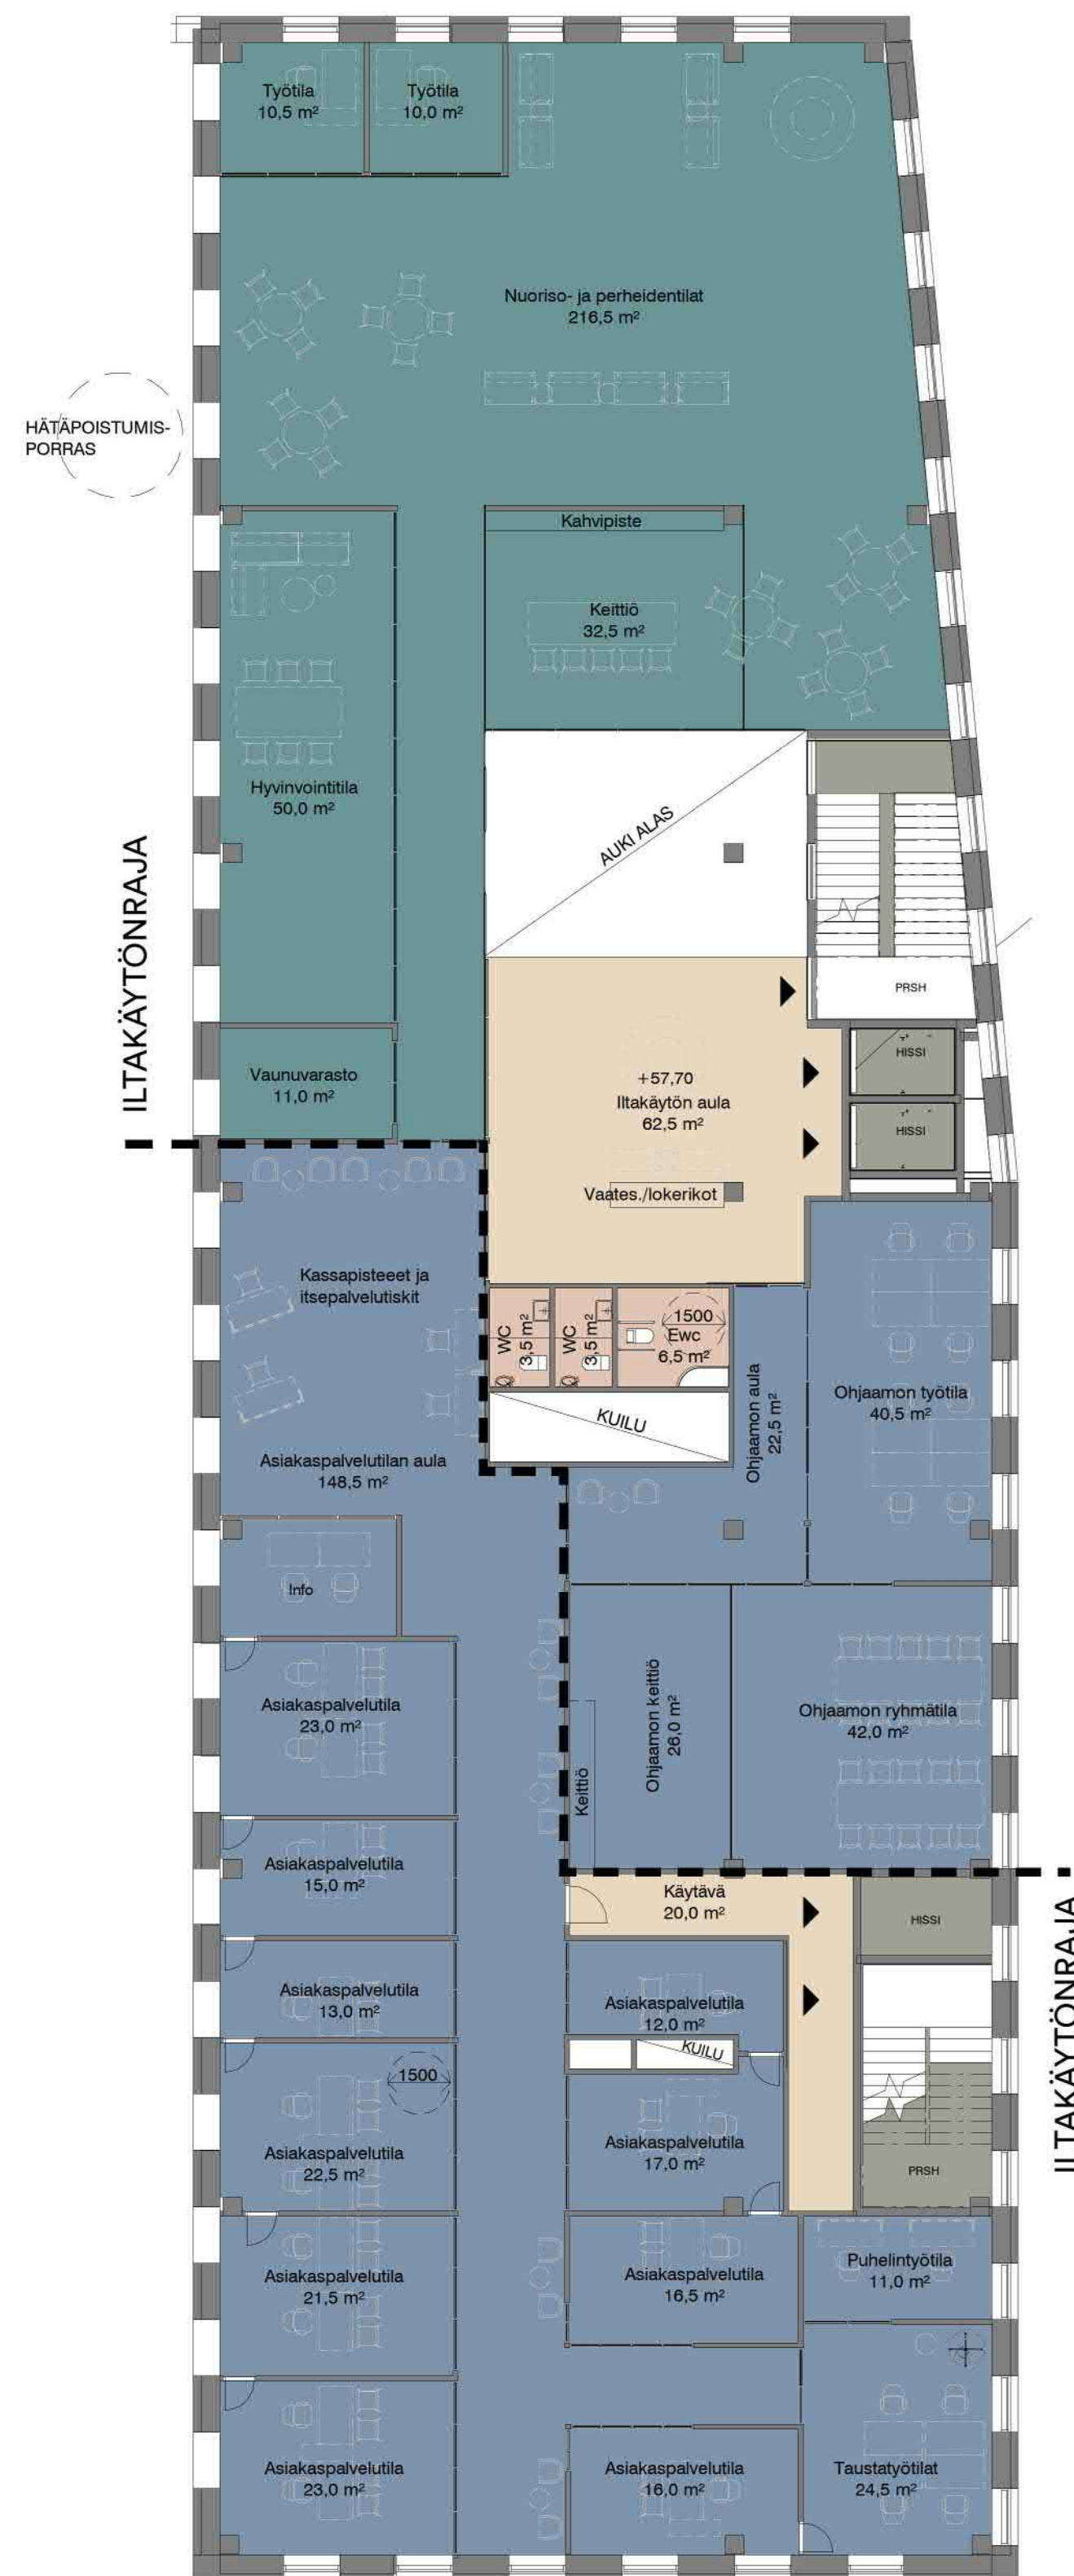 Työtila
10,5 m²
Työtila
10,0 m²
Nuoriso- ja perheidentilat
216,5 m²
HÄTÄPOISTUMIS-
PORRAS
Kahvipiste
Keittiö
32,5 m²
Hyvinvointitila
50,0 m²
AUKI ALAS
ILTAKÄYTÖNRAJA
PRSH
HISSI
HISSI
Vaunuvarasto
11,0 m²
+57,70
Iltakäytön aula
62,5 m²
Vaates./lokerikot
Kassapisteeet ja
itsepalvelutiskit
WC
3,5 m²
WC
3,5 m²
1500
Ewc
6,5 m²
KUILU
Ohjaamon aula
22,5 m²
Ohjaamon työtila
40,5 m²
Asiakaspalvelutilan aula
148,5 m²
Info
Asiakaspalvelutila
23,0 m²
Keittiö
Ohjaamon keittiö
26,0 m²
Ohjaamon ryhmätila
42,0 m²
Asiakaspalvelutila
15,0 m²
Käytävä
20,0 m²
HISSI
ILTAKÄYTÖNRAJA
Asiakaspalvelutila
13,0 m²
Asiakaspalvelutila
12,0 m²
KUILU
1500
Asiakaspalvelutila
22,5 m²
Asiakaspalvelutila
17,0 m²
PRSH
Asiakaspalvelutila
21,5 m²
Asiakaspalvelutila
16,5 m²
Puhelintyötila
11,0 m²
Asiakaspalvelutila
23,0 m²
Asiakaspalvelutila
16,0 m²
Taustatyötilat
24,5 m²